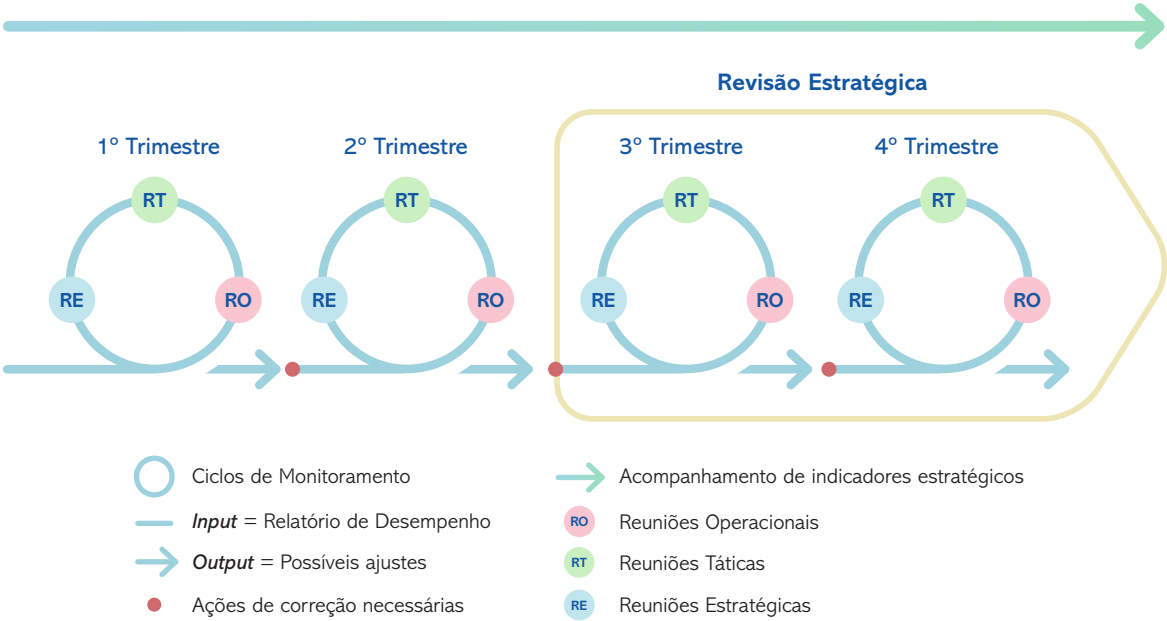 Revisão Estratégica
1º Trimestre
2º Trimestre
3º Trimestre
4º Trimestre
RT
RT
RT
RT
RE
RO
RE
RO
RE
RO
RE
RO
Ciclos de Monitoramento
Input = Relatório de Desempenho
Output = Possíveis ajustes
Ações de correção necessárias
Acompanhamento de indicadores estratégicos
RO Reuniões Operacionais
RT Reuniões Táticas
RE Reuniões Estratégicas